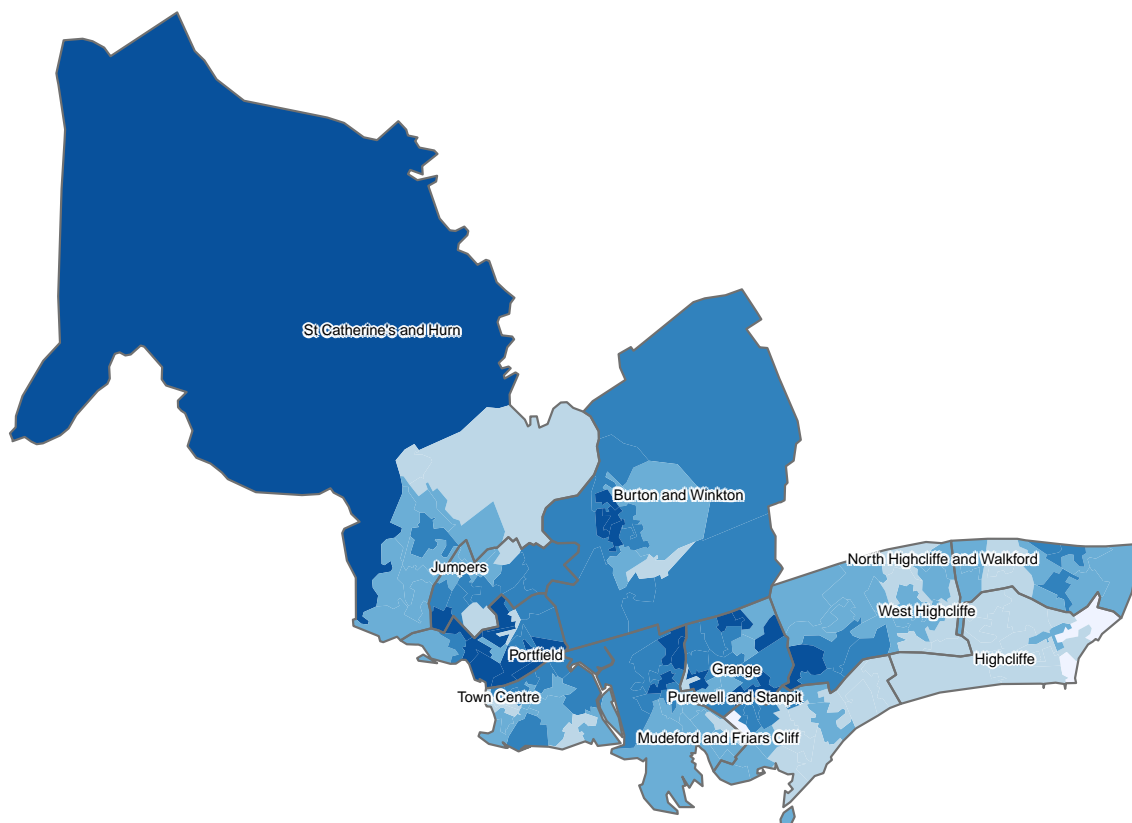 St Catherine's and Hurn
Burton and Winkton
North Highcliffe and Walkford
Jumpers
West Highcliffe
Portfield
Highcliffe
Grange
Town Centre
Purewell and Stanpit
Mudeford and Friars Cliff